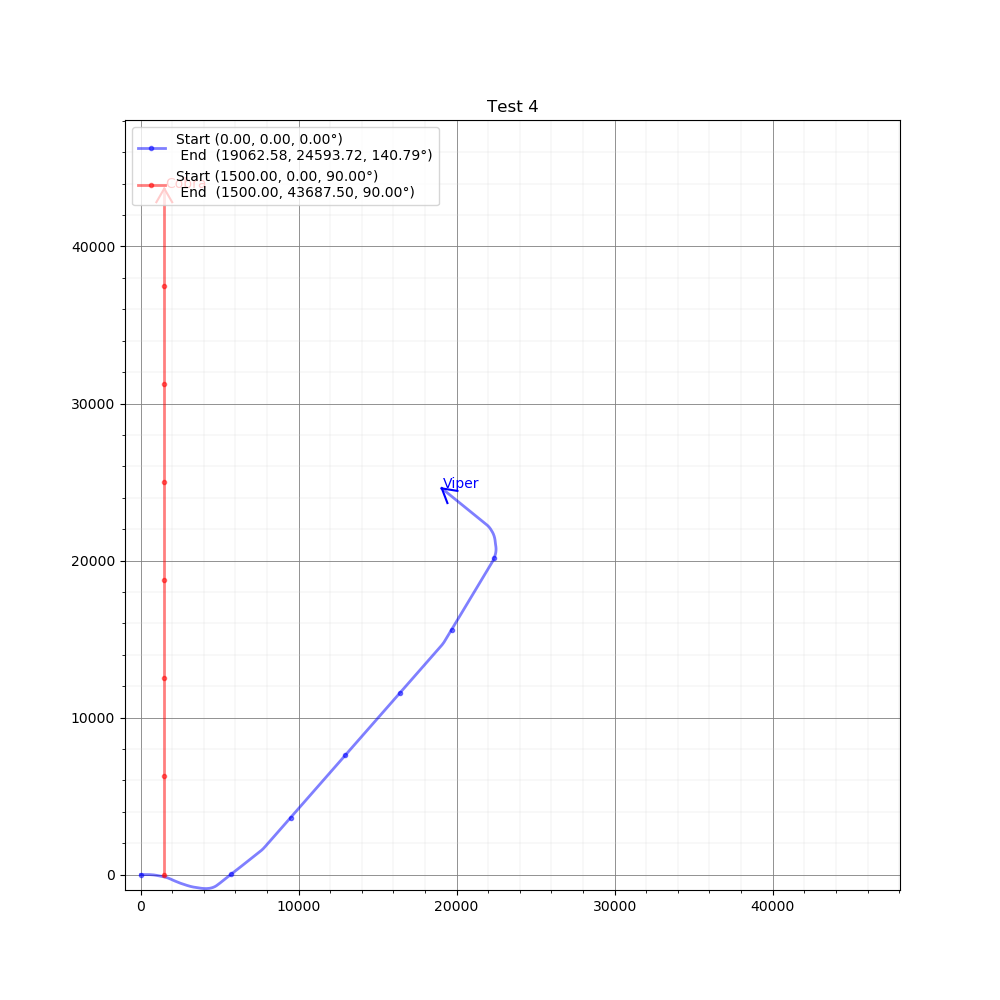 Test 4
Start (0.00, 0.00, 0.00°)
End  (19062.58, 24593.72, 140.79°)
Start (1500.00, 0.00, 90.00°)
End  (1500.00, 43687.50, 90.00°)
40000
30000
Viper
20000
10000
0
0 10000 20000 30000 40000